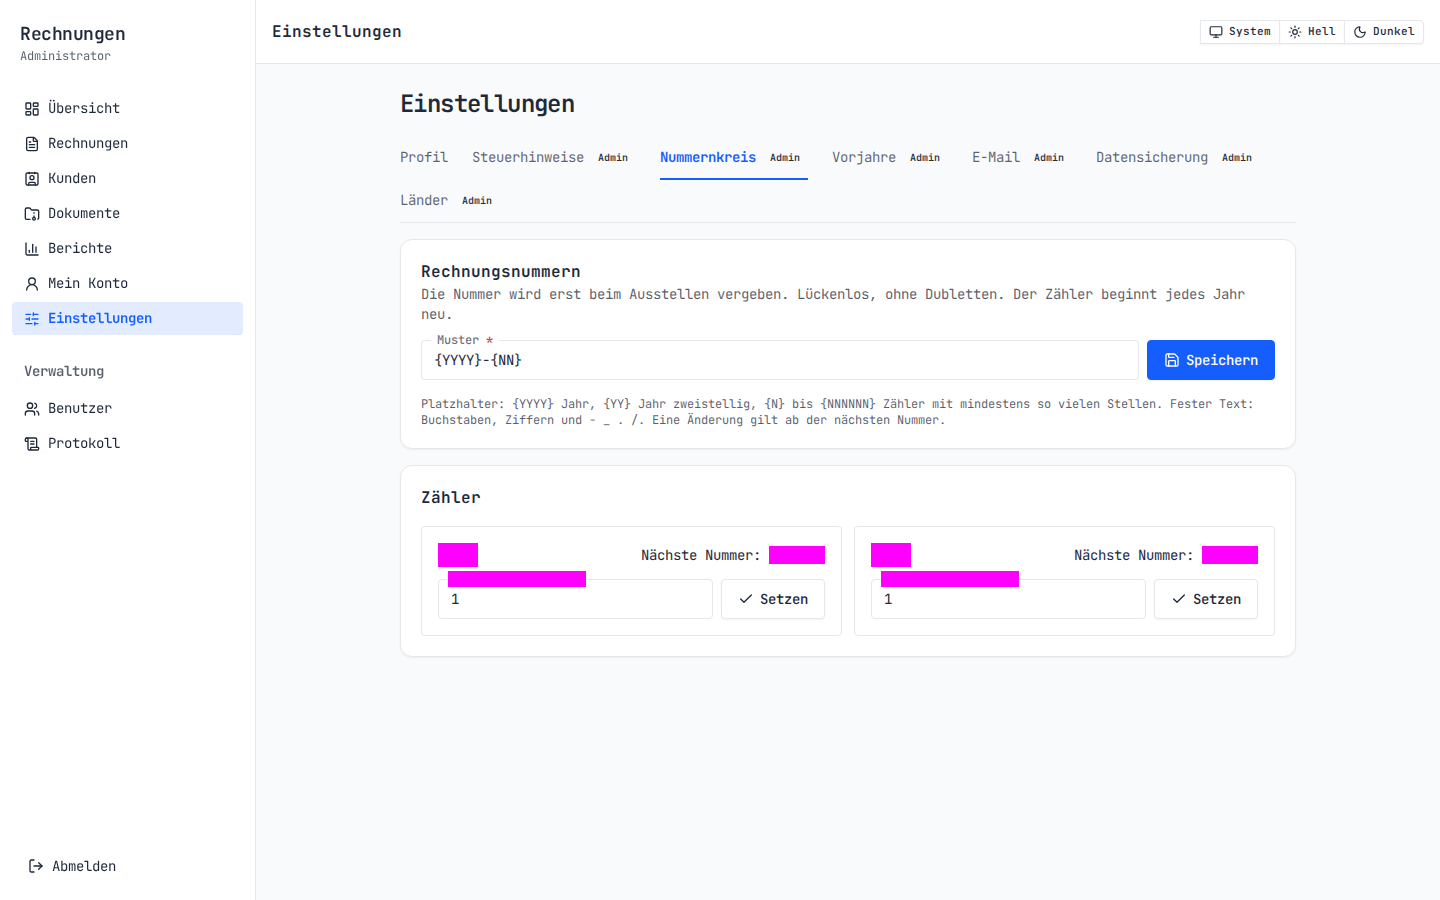 Rechnungen
Administrator
Übersicht
Rechnungen
Kunden
Dokumente
Berichte
Mein Konto
Einstellungen
Verwaltung
Benutzer
Protokoll
Abmelden
Einstellungen
System Hell Dunkel
Einstellungen
Profil Steuerhinweise Admin Nummernkreis Admin Vorjahre Admin E-Mail Admin Datensicherung Admin
Länder Admin
Rechnungsnummern
Die Nummer wird erst beim Ausstellen vergeben. Lückenlos, ohne Dubletten. Der Zähler beginnt jedes Jahr
neu.
Muster *
{YYYY}-{NN}
Speichern
Platzhalter: {YYYY} Jahr, {YY} Jahr zweistellig, {N} bis {NNNNNN} Zähler mit mindestens so vielen Stellen. Fester Text:
Buchstaben, Ziffern und - _ . /. Eine Änderung gilt ab der nächsten Nummer.
Zähler
Nächste Nummer:
1 Setzen
Nächste Nummer:
1 Setzen